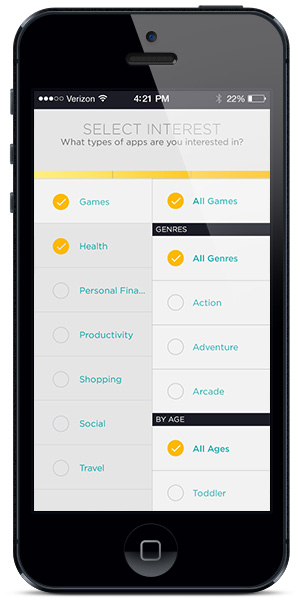 Verizon 4:21 PM 22%
SELECT INTEREST
What types of apps are you interested in?
Games
Health
Personal Fina...
Productivity
Shopping
Social
Travel
All Games
GENRES
All Genres
Action
Adventure
Arcade
BY AGE
All Ages
Toddler